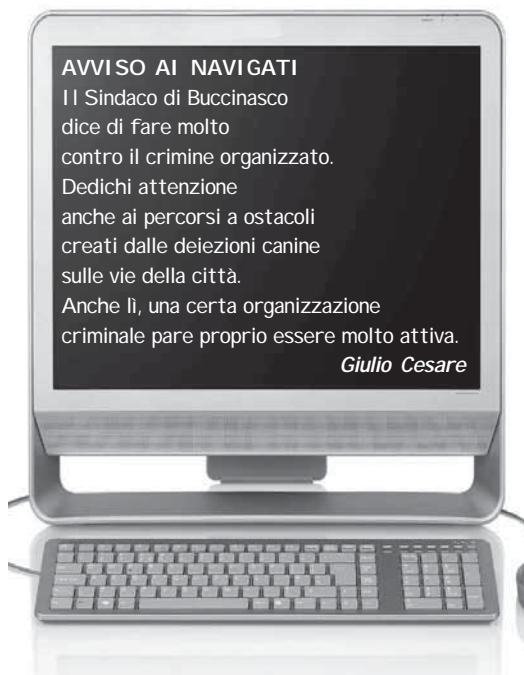 AVVISO AI NAVIGATI
Il Sindaco di Buccinasco
dice di fare molto
contro il crimine organizzato.
Dedichi attenzione
anche ai percorsi a ostacoli
creati dalle deiezioni canine
sulle vie della città.
Anche lì, una certa organizzazione
criminale pare proprio essere molto attiva.
Giulio Cesare